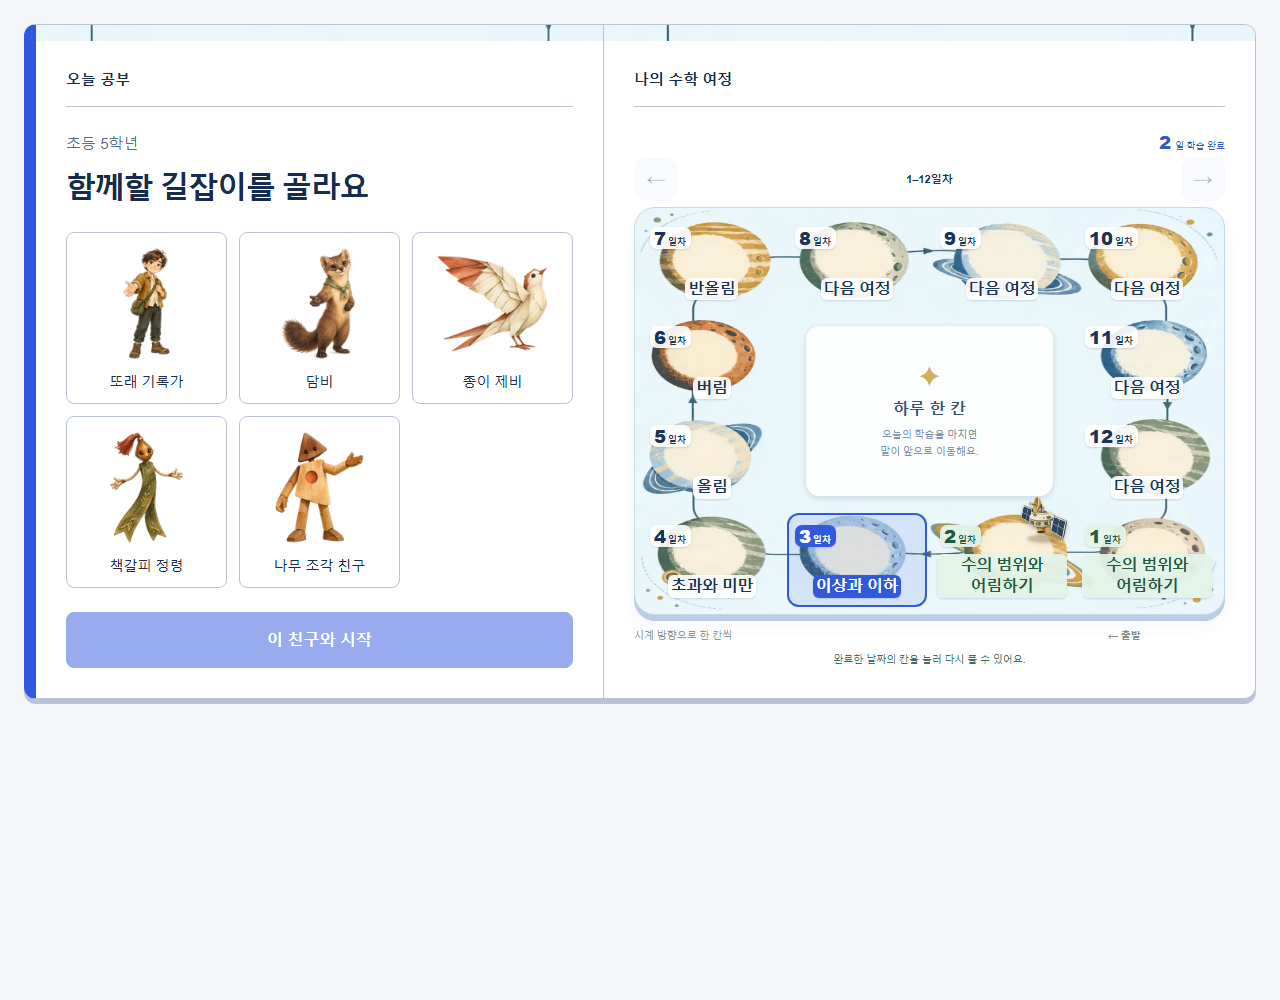 오늘 공부
초등 5학년
함께할 길잡이를 골라요
또래 기록가
담비
종이 제비
책갈피 정령
나무 조각 친구
이 친구와 시작
나의 수학 여정
2 일 학습 완료
←
1–12일차
→
7 일차
반올림
8 일차
다음 여정
9 일차
다음 여정
10 일차
다음 여정
6 일차
버림
11 일차
다음 여정
하루 한 칸
오늘의 학습을 마치면
말이 앞으로 이동해요.
5 일차
올림
12 일차
다음 여정
4 일차
초과와 미만
3 일차
이상과 이하
2 일차
수의 범위와
어림하기
1 일차
수의 범위와
어림하기
시계 방향으로 한 칸씩
← 출발
완료한 날짜의 칸을 눌러 다시 풀 수 있어요.